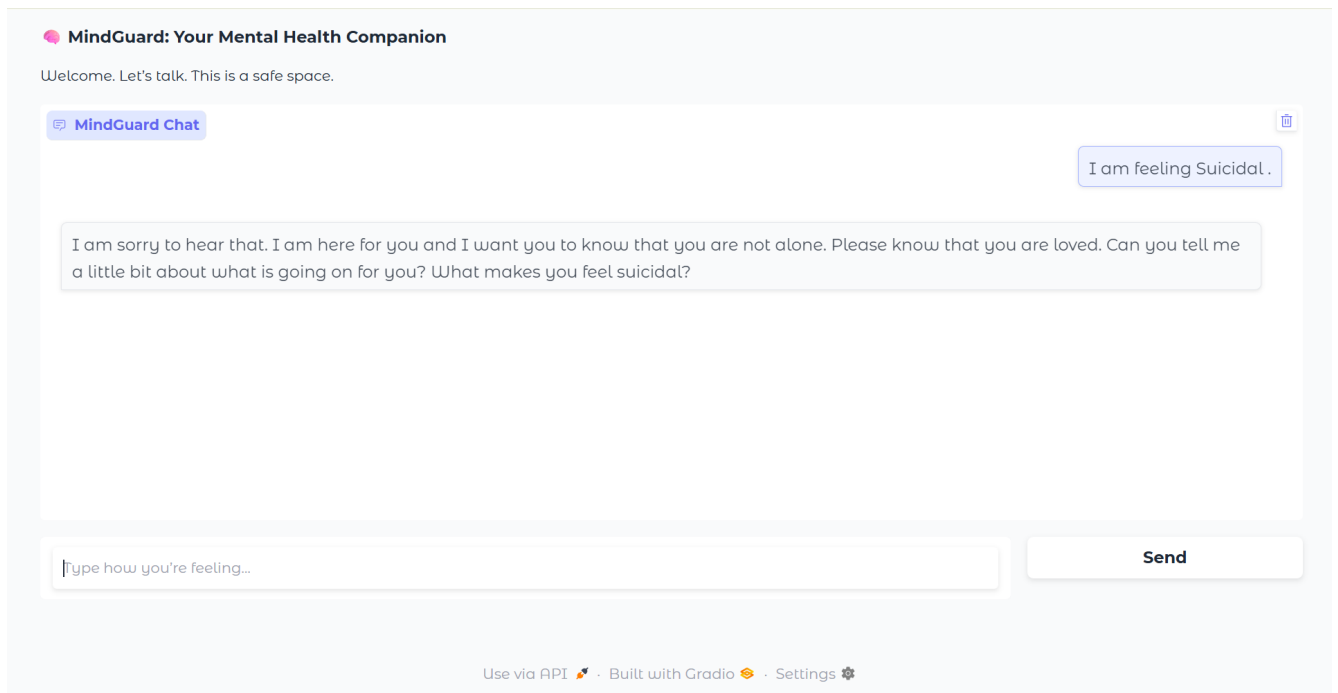 🧠 MindGuard: Your Mental Health Companion
Welcome. Let's talk. This is a safe space.
MindGuard Chat
I am feeling Suicidal .
I am sorry to hear that. I am here for you and I want you to know that you are not alone. Please know that you are loved. Can you tell me
a little bit about what is going on for you? What makes you feel suicidal?
Type how you're feeling...
Send
Use via API 🚀 · Built with Gradio · Settings ⚙️